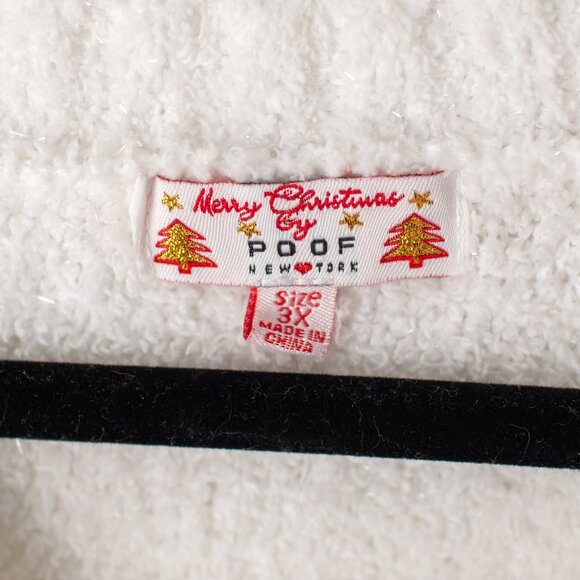 Merry Christmas
By
POOF
NEW YORK
Size
3X
MADE IN
CHINA